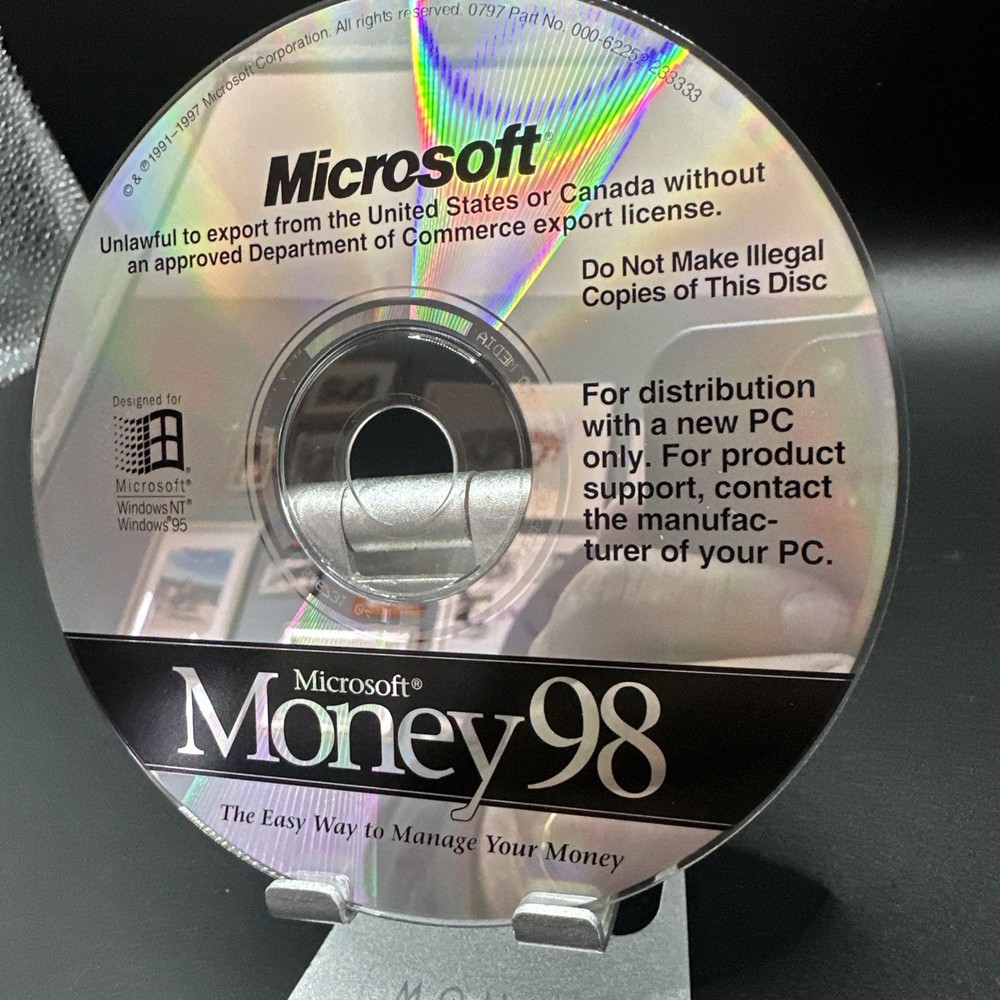 © & ℗ 1991–1997 Microsoft Corporation. All rights reserved. 0797 Part No. 000-62252 233333
Microsoft®
Unlawful to export from the United States or Canada without
an approved Department of Commerce export license.
Do Not Make Illegal
Copies of This Disc
Designed for
Microsoft®
Windows NT®
Windows®95
For distribution
with a new PC
only. For product
support, contact
the manufac-
turer of your PC.
Microsoft®
Money 98
The Easy Way to Manage Your Money